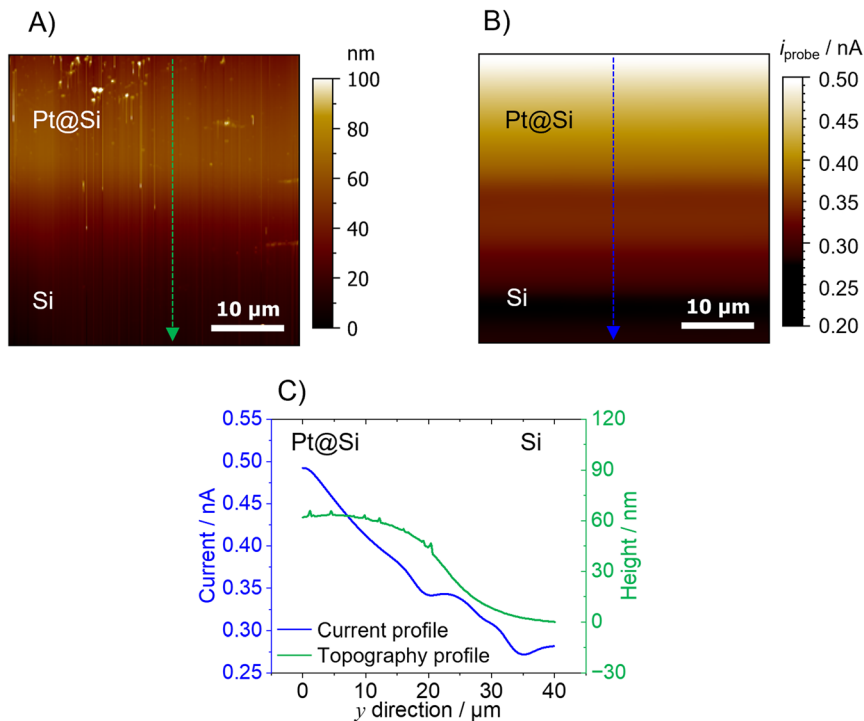 A)
nm
100
80
60
40
20
0
Pt@Si
Si
10 µm
B)
i probe / nA
0.50
0.45
0.40
0.35
0.30
0.25
0.20
Pt@Si
Si
10 µm
C)
0.55
0.50
0.45
0.40
0.35
0.30
0.25
Current / nA
Pt@Si
Si
Current profile
Topography profile
120
90
60
30
0
−30
Height / nm
0
10
20
30
40
y direction / µm